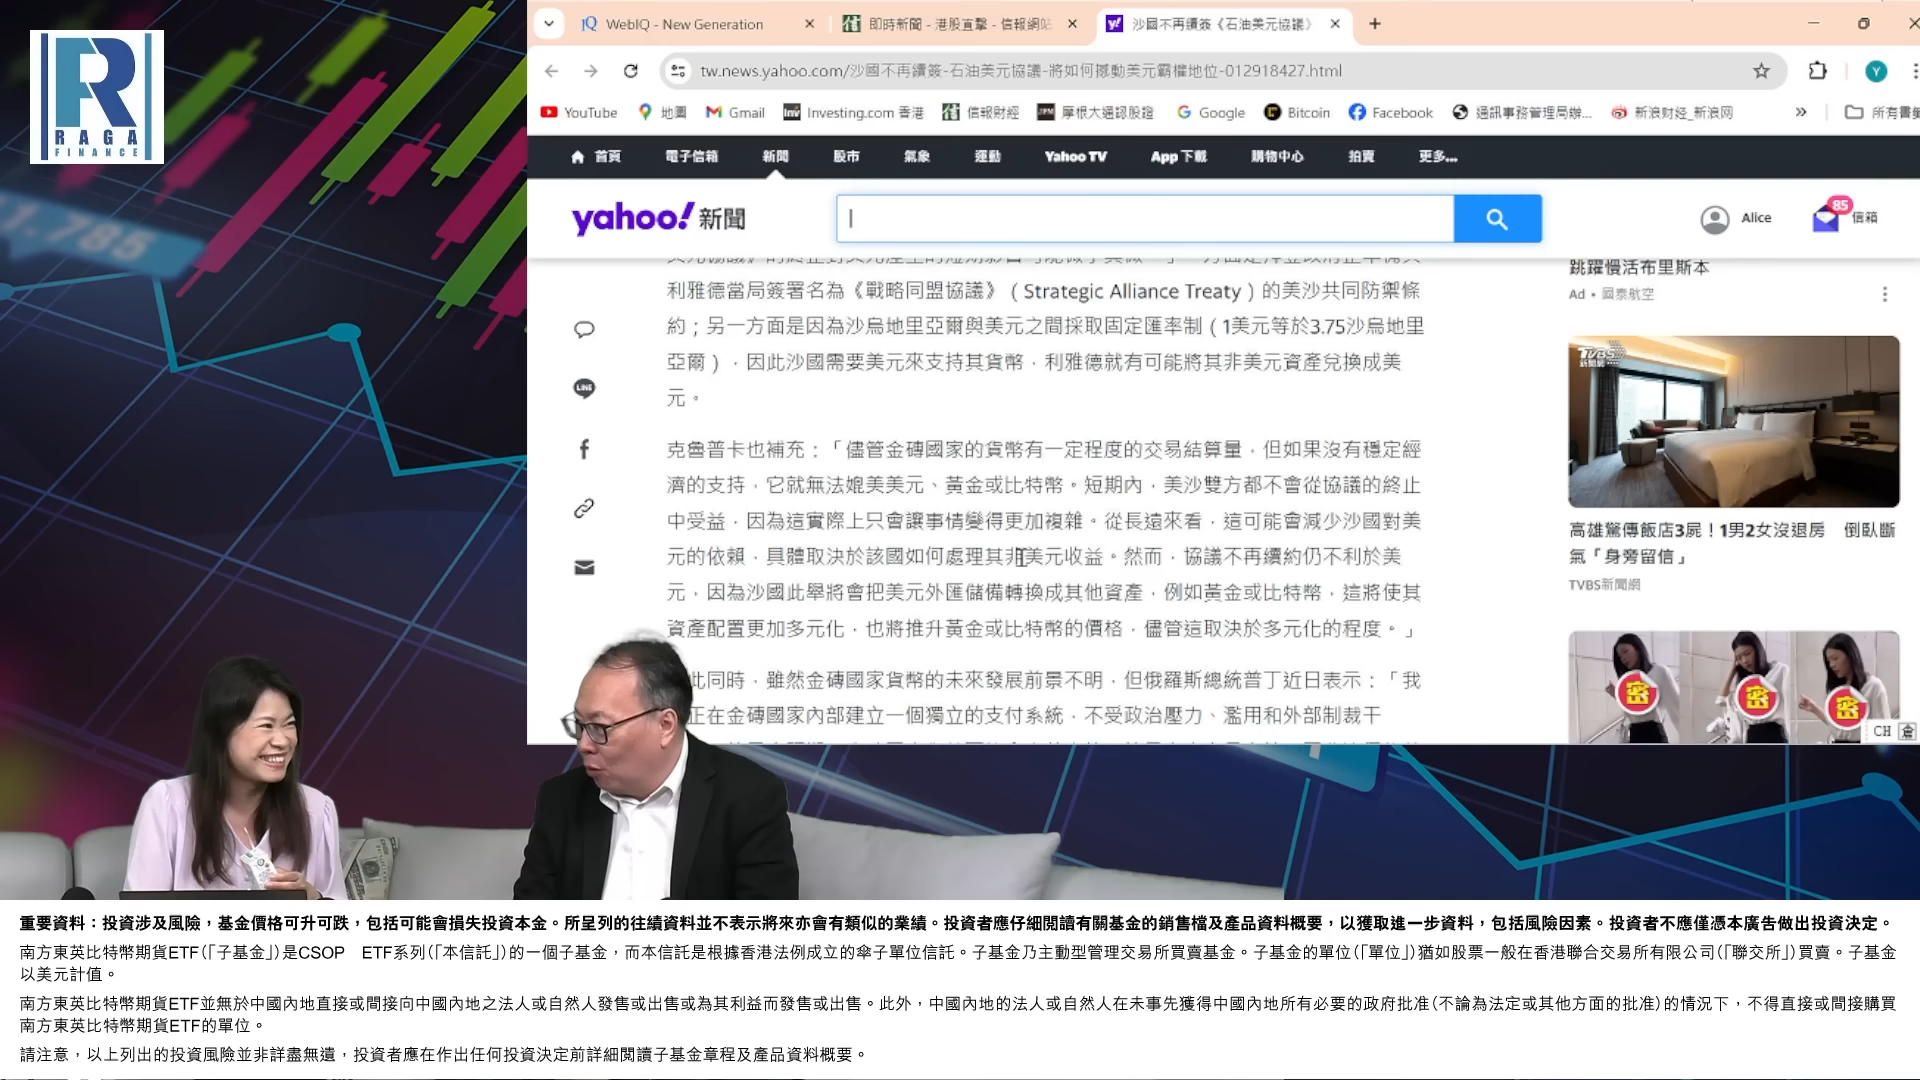 RAGA
FINANCE
1.785
WebIQ - New Generation
即時新聞 - 港股直擊 - 信報網站
沙國不再續簽《石油美元協議》
tw.news.yahoo.com/沙國不再續簽-石油美元協議-將如何撼動美元霸權地位-012918427.html
Y
YouTube 地圖 Gmail Investing.com 香港 信報財經 摩根大通認股證 Google Bitcoin Facebook 通訊事務管理局辦... 新浪财经_新浪网 » 所有書籤
首頁 電子信箱 新聞 股市 氣象 運動 Yahoo TV App 下載 購物中心 拍賣 更多...
yahoo!新聞
Alice
85
信箱
利雅德當局簽署名為《戰略同盟協議》（Strategic Alliance Treaty）的美沙共同防禦條
約；另一方面是因為沙烏地里亞爾與美元之間採取固定匯率制（1美元等於3.75沙烏地里
亞爾），因此沙國需要美元來支持其貨幣，利雅德就有可能將其非美元資產兌換成美
元。
克魯普卡也補充：「儘管金磚國家的貨幣有一定程度的交易結算量，但如果沒有穩定經
濟的支持，它就無法媲美美元、黃金或比特幣。短期內，美沙雙方都不會從協議的終止
中受益，因為這實際上只會讓事情變得更加複雜。從長遠來看，這可能會減少沙國對美
元的依賴，具體取決於該國如何處理其非美元收益。然而，協議不再續約仍不利於美
元，因為沙國此舉將會把美元外匯儲備轉換成其他資產，例如黃金或比特幣，這將使其
資產配置更加多元化，也將推升黃金或比特幣的價格，儘管這取決於多元化的程度。」
此同時，雖然金磚國家貨幣的未來發展前景不明，但俄羅斯總統普丁近日表示：「我
正在金磚國家內部建立一個獨立的支付系統，不受政治壓力、濫用和外部制裁干
LINE
跳躍慢活布里斯本
Ad • 國泰航空
TVBS
新聞網
高雄驚傳飯店3屍！1男2女沒退房 倒臥斷
氣「身旁留信」
TVBS新聞網
密 密 密
CH 倉
重要資料：投資涉及風險，基金價格可升可跌，包括可能會損失投資本金。所呈列的往績資料並不表示將來亦會有類似的業績。投資者應仔細閱讀有關基金的銷售檔及產品資料概要，以獲取進一步資料，包括風險因素。投資者不應僅憑本廣告做出投資決定。
南方東英比特幣期貨ETF(「子基金」)是CSOP ETF系列(「本信託」)的一個子基金，而本信託是根據香港法例成立的傘子單位信託。子基金乃主動型管理交易所買賣基金。子基金的單位(「單位」)猶如股票一般在香港聯合交易所有限公司(「聯交所」)買賣。子基金
以美元計值。
南方東英比特幣期貨ETF並無於中國內地直接或間接向中國內地之法人或自然人發售或出售或為其利益而發售或出售。此外，中國內地的法人或自然人在未事先獲得中國內地所有必要的政府批准(不論為法定或其他方面的批准)的情況下，不得直接或間接購買
南方東英比特幣期貨ETF的單位。
請注意，以上列出的投資風險並非詳盡無遺，投資者應在作出任何投資決定前詳細閱讀子基金章程及產品資料概要。